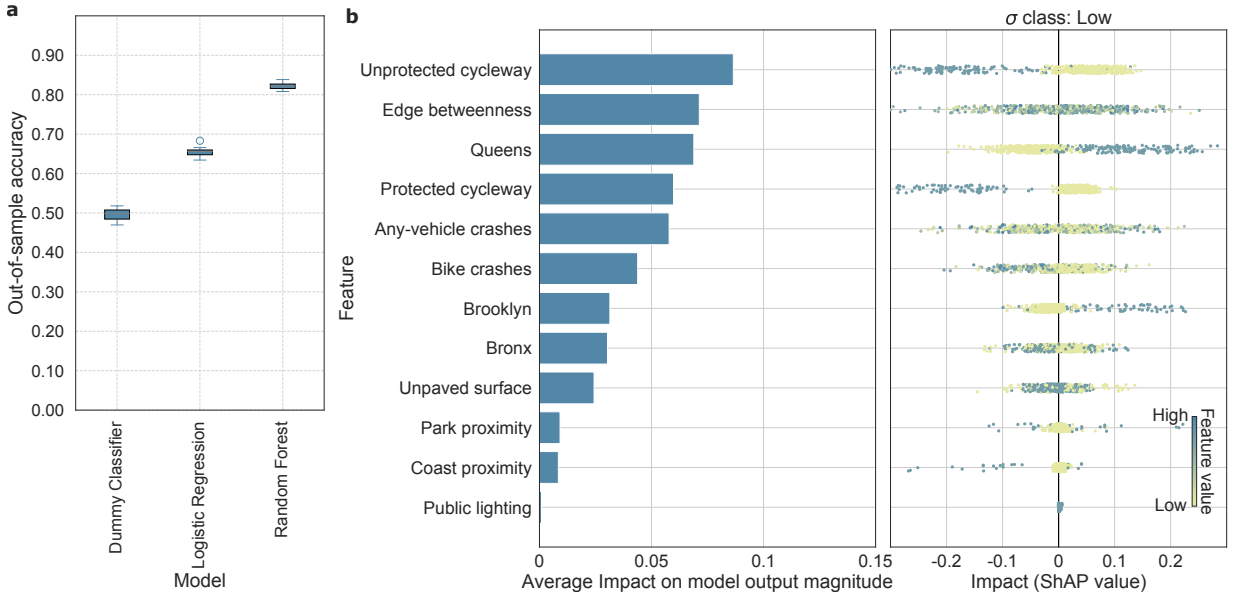 a
Out-of-sample accuracy
0.90
0.80
0.70
0.60
0.50
0.40
0.30
0.20
0.10
0.00
Dummy Classifier
Logistic Regression
Random Forest
Model
b
Feature
Unprotected cycleway
Edge betweenness
Queens
Protected cycleway
Any-vehicle crashes
Bike crashes
Brooklyn
Bronx
Unpaved surface
Park proximity
Coast proximity
Public lighting
0
0.05
0.1
0.15
Average Impact on model output magnitude
σ class: Low
High
Low
Feature value
-0.2
-0.1
0
0.1
0.2
Impact (ShAP value)